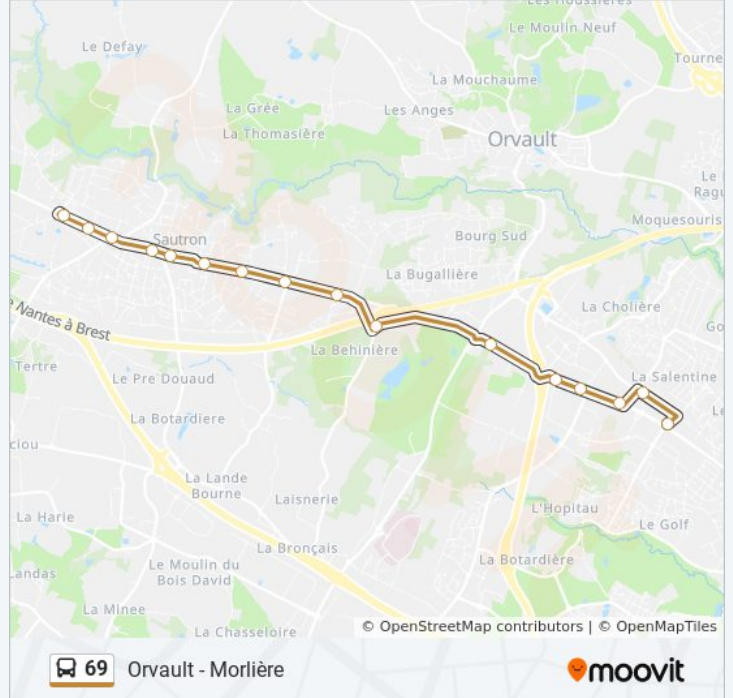 Les Houssières
Le Moulin Neuf
Le Defay
Tourne
La Mouchaume
La Grée
Les Anges
La Thomasière
Orvault
Le
Ragu
Moquesouris
Sautron
Bourg Sud
La Bugallière
e Nantes à Brest
La Cholière
Go
La Behinière
Tertre
Le Pre Douaud
La Salentine
Le
La Botardiere
ciou
La Lande
Bourne
Laisnerie
L'Hopitau
La Harie
Le Golf
La Bronçais
La Botardière
Le Moulin du
Bois David
andas
La Minee
La Chasseloire
© OpenStreetMap contributors | © OpenMapTiles
69 Orvault - Morlière
moovit